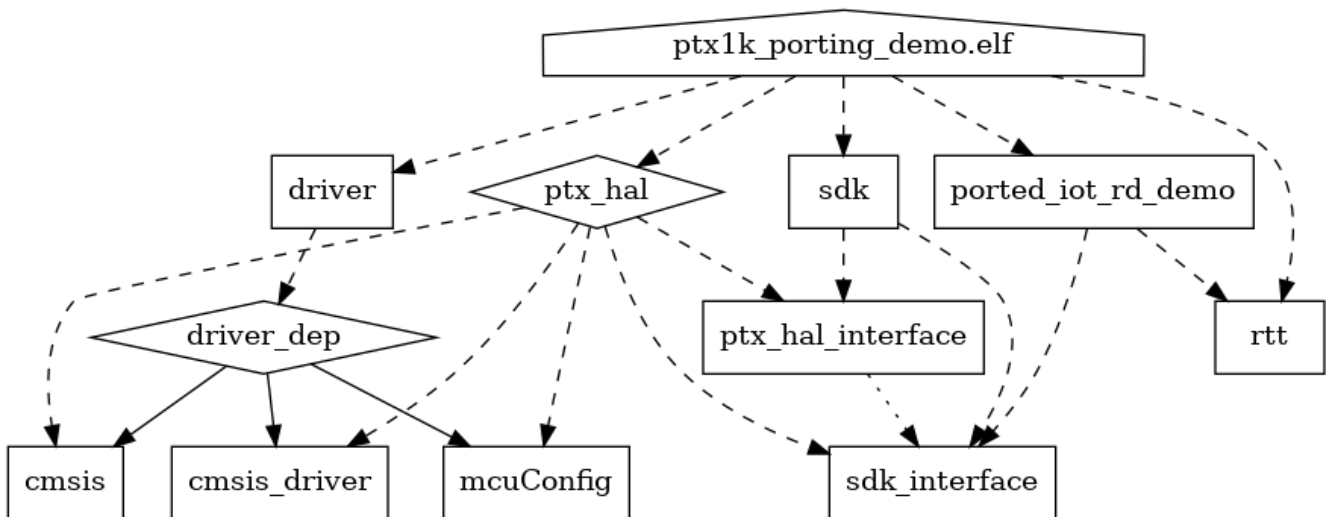 ptx1k_porting_demo.elf
driver
ptx_hal
sdk
ported_iot_rd_demo
driver_dep
ptx_hal_interface
rtt
cmsis
cmsis_driver
mcuConfig
sdk_interface